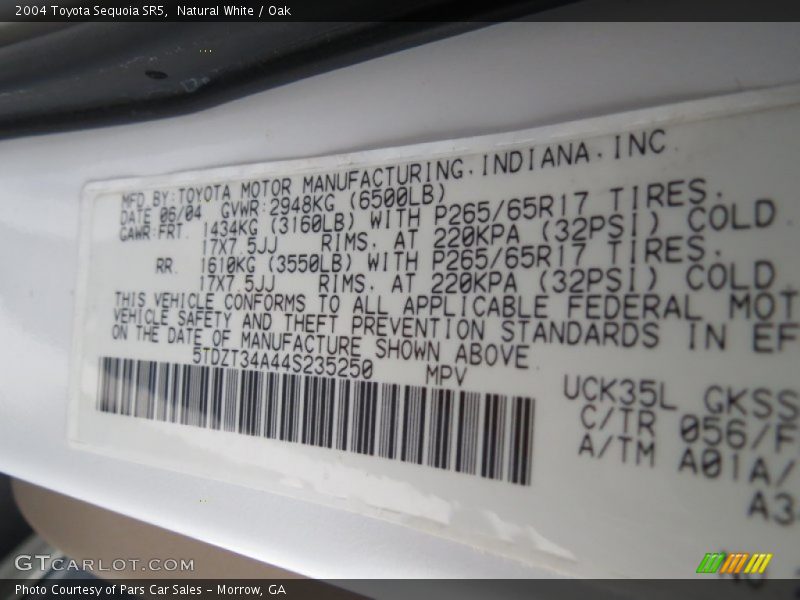 2004 Toyota Sequoia SR5, Natural White / Oak
MFD BY:TOYOTA MOTOR MANUFACTURING.INDIANA.INC
DATE 06/04 GVWR:2948KG (6500LB)
GAWR:FRT. 1434KG (3160LB) WITH P265/65R17 TIRES.
17X7.5JJ RIMS. AT 220KPA (32PSI) COLD
RR. 1610KG (3550LB) WITH P265/65R17 TIRES.
17X7.5JJ RIMS. AT 220KPA (32PSI) COLD.
THIS VEHICLE CONFORMS TO ALL APPLICABLE FEDERAL MOT
VEHICLE SAFETY AND THEFT PREVENTION STANDARDS IN EF
ON THE DATE OF MANUFACTURE SHOWN ABOVE
5TDZT34A44S235250 MPV
UCK35L GKSS
C/TR 056/F
A/TM A01A/
A3
GTCARLOT.COM
Photo Courtesy of Pars Car Sales - Morrow, GA